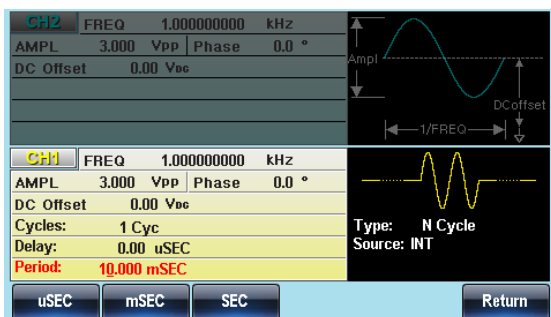 CH2 FREQ 1.000000000 kHz
AMPL 3.000 Vpp Phase 0.0 °
DC Offset 0.00 VDC
Ampl
DCoffset
1/FREQ
CH1 FREQ 1.000000000 kHz
AMPL 3.000 Vpp Phase 0.0 °
DC Offset 0.00 VDC
Cycles: 1 Cyc
Delay: 0.00 uSEC
Period: 10.000 mSEC
Type: N Cycle
Source: INT
uSEC mSEC SEC Return